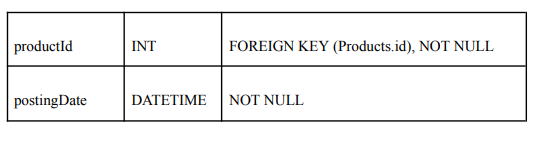 productId INT FOREIGN KEY (Products.id), NOT NULL
postingDate DATETIME NOT NULL